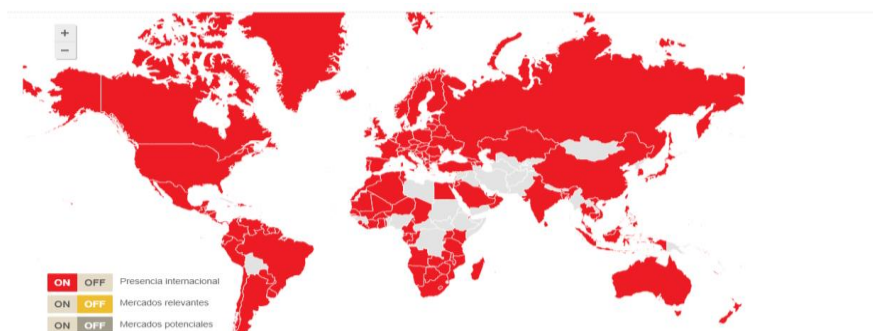 +
−
ON OFF Presencia internacional
ON OFF Mercados relevantes
ON OFF Mercados potenciales